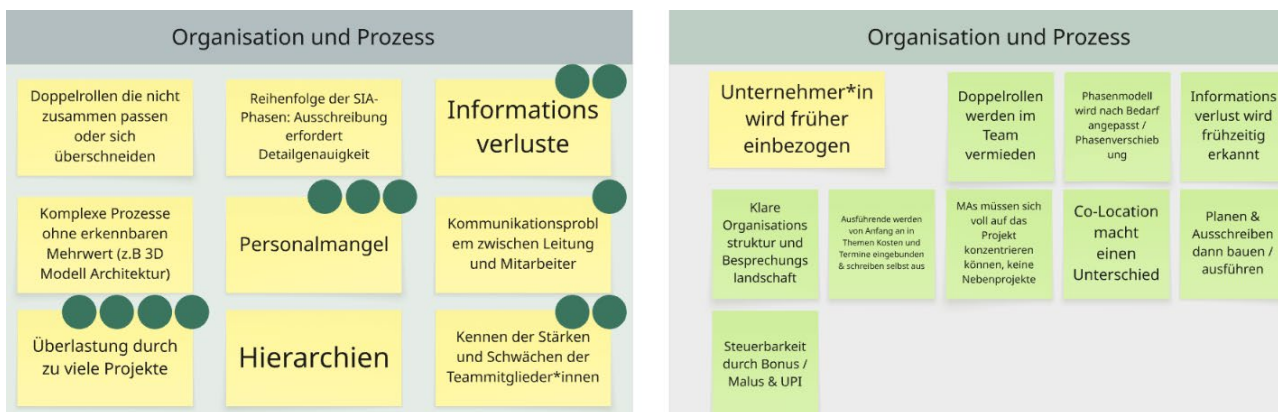 Organisation und Prozess
Doppelrollen die nicht
zusammen passen
oder sich
überschneiden
Reihenfolge der SIA-
Phasen: Ausschreibung
erfordert
Detailgenauigkeit
Informations
verluste
Komplexe Prozesse
ohne erkennbaren
Mehrwert (z.B 3D
Modell Architektur)
Personalmangel
Kommunikationsprobl
em zwischen Leitung
und Mitarbeiter
Überlastung durch
zu viele Projekte
Hierarchien
Kennen der Stärken
und Schwächen der
Teammitglieder*innen
Organisation und Prozess
Unternehmer*in
wird früher
einbezogen
Doppelrollen
werden im
Team
vermieden
Phasenmodell
wird nach Bedarf
angepasst /
Phasenverschieb
ung
Informations
verlust wird
frühzeitig
erkannt
Klare
Organisations
struktur und
Besprechungs
landschaft
Ausführende werden
von Anfang an in
Themen Kosten und
Termine eingebunden
& schreiben selbst aus
MAs müssen sich
voll auf das
Projekt
konzentrieren
können, keine
Nebenprojekte
Co-Location
macht
einen
Unterschied
Planen &
Ausschreiben
dann bauen /
ausführen
Steuerbarkeit
durch Bonus /
Malus & UPI